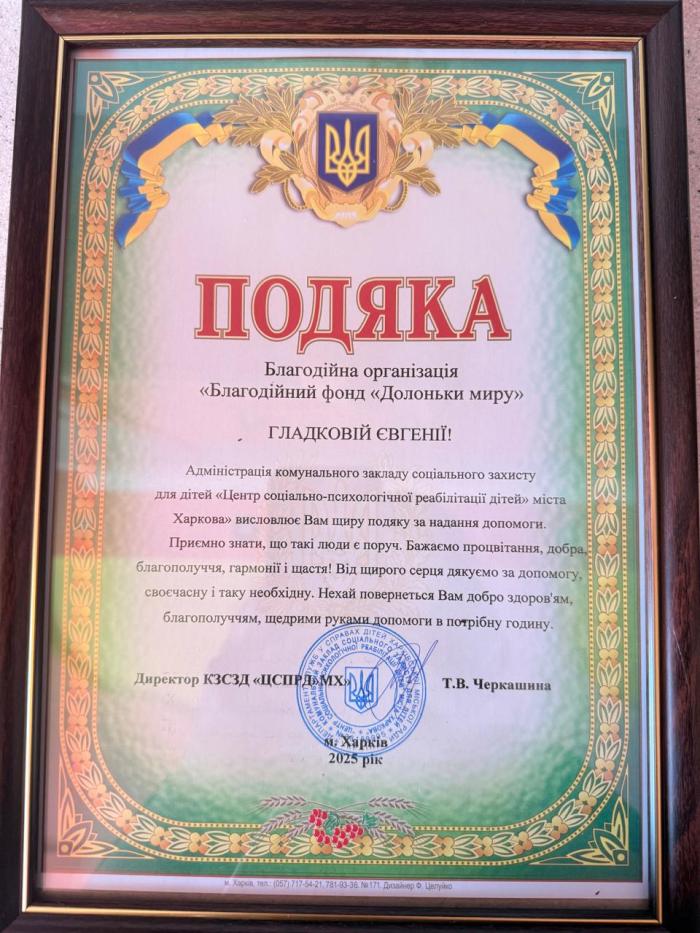 ПОДЯКА
Благодійна організація
«Благодійний фонд «Долоньки миру»
ГЛАДКОВІЙ ЄВГЕНІЇ!
Адміністрація комунального закладу соціального захисту
для дітей «Центр соціально-психологічної реабілітації дітей» міста
Харкова» висловлює Вам щиру подяку за надання допомоги.
Приємно знати, що такі люди є поруч. Бажаємо процвітання, добра,
благополуччя, гармонії і щастя! Від щирого серця дякуємо за допомогу,
своєчасну і таку необхідну. Нехай повернеться Вам добро здоров'ям,
благополуччям, щедрими руками допомоги в потрібну годину.
Директор КЗСЗД «ЦСПРД»МХ» Т.В. Черкашина
м. Харків
2025 рік
м. Харків, тел.: (057) 717-54-21, 781-93-36. № 171. Дизайнер Ф. Целуйко